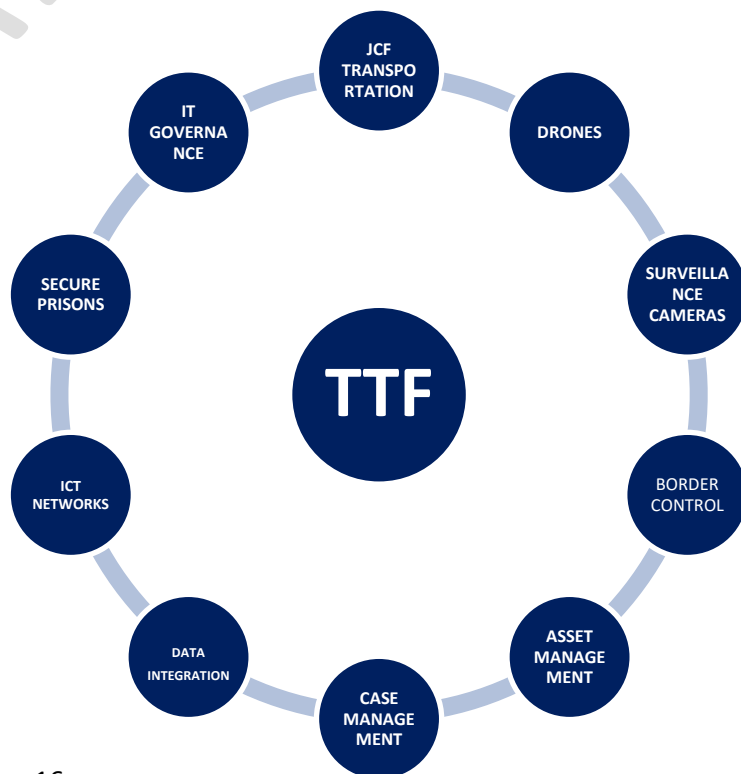 JCF
TRANSPO
RTATION
IT
GOVERNA
NCE
DRONES
SECURE
PRISONS
SURVEILLA
NCE
CAMERAS
TTF
ICT
NETWORKS
BORDER
CONTROL
DATA
INTEGRATION
ASSET
MANAGE
MENT
CASE
MANAGE
MENT